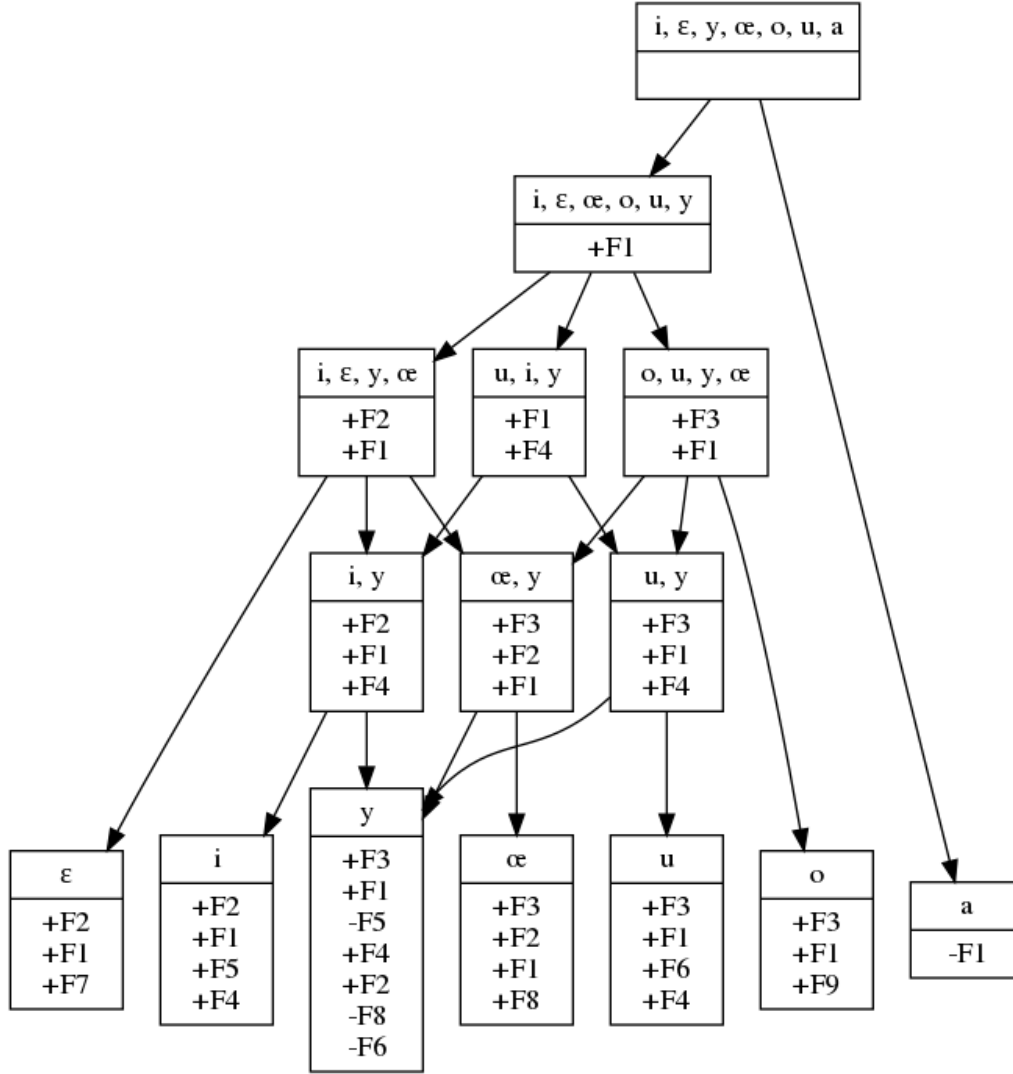 i, ɛ, y, œ, o, u, a
i, ɛ, œ, o, u, y
+F1
i, ɛ, y, œ
+F2
+F1
u, i, y
+F1
+F4
o, u, y, œ
+F3
+F1
i, y
+F2
+F1
+F4
œ, y
+F3
+F2
+F1
u, y
+F3
+F1
+F4
ɛ
+F2
+F1
+F7
i
+F2
+F1
+F5
+F4
y
+F3
+F1
-F5
+F4
+F2
-F8
-F6
œ
+F3
+F2
+F1
+F8
u
+F3
+F1
+F6
+F4
o
+F3
+F1
+F9
a
-F1